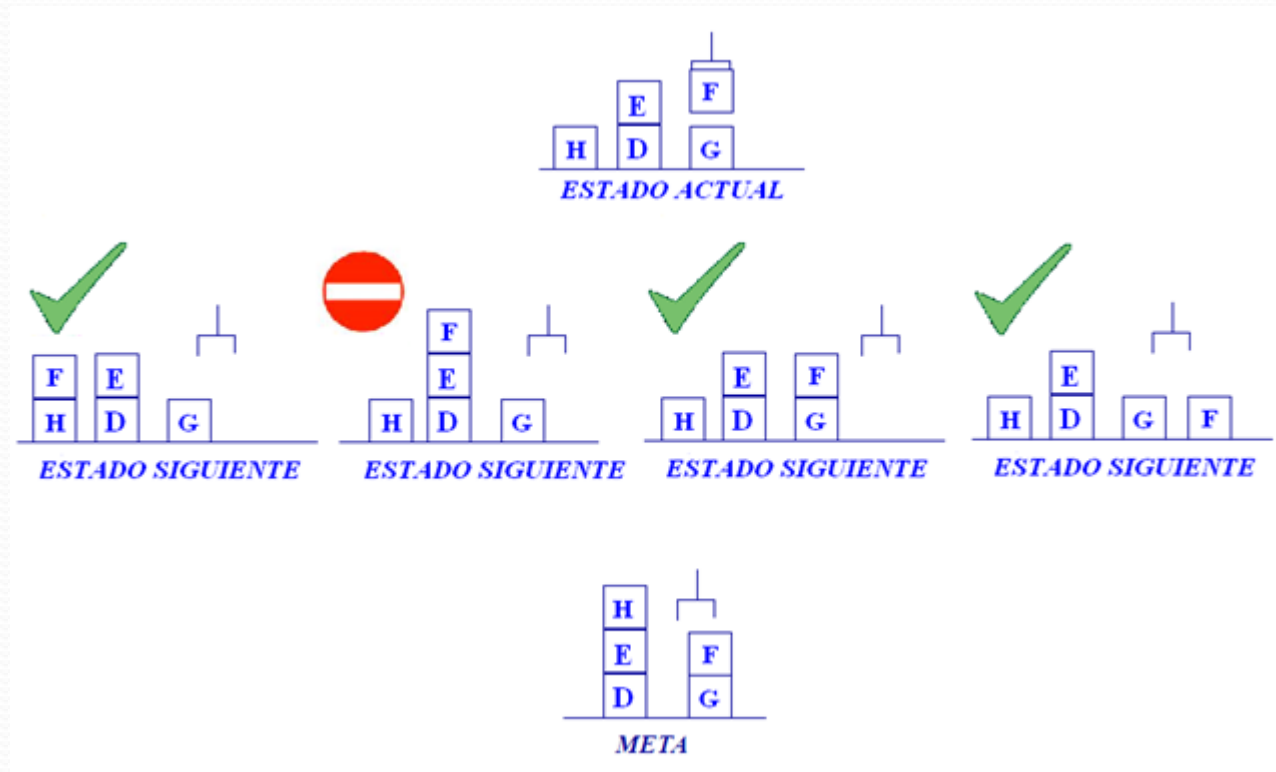 F
E
H D G
ESTADO ACTUAL
F E
H D G
ESTADO SIGUIENTE
F
E
H D G
ESTADO SIGUIENTE
E F
H D G
ESTADO SIGUIENTE
E
H D G F
ESTADO SIGUIENTE
H
E F
D G
META